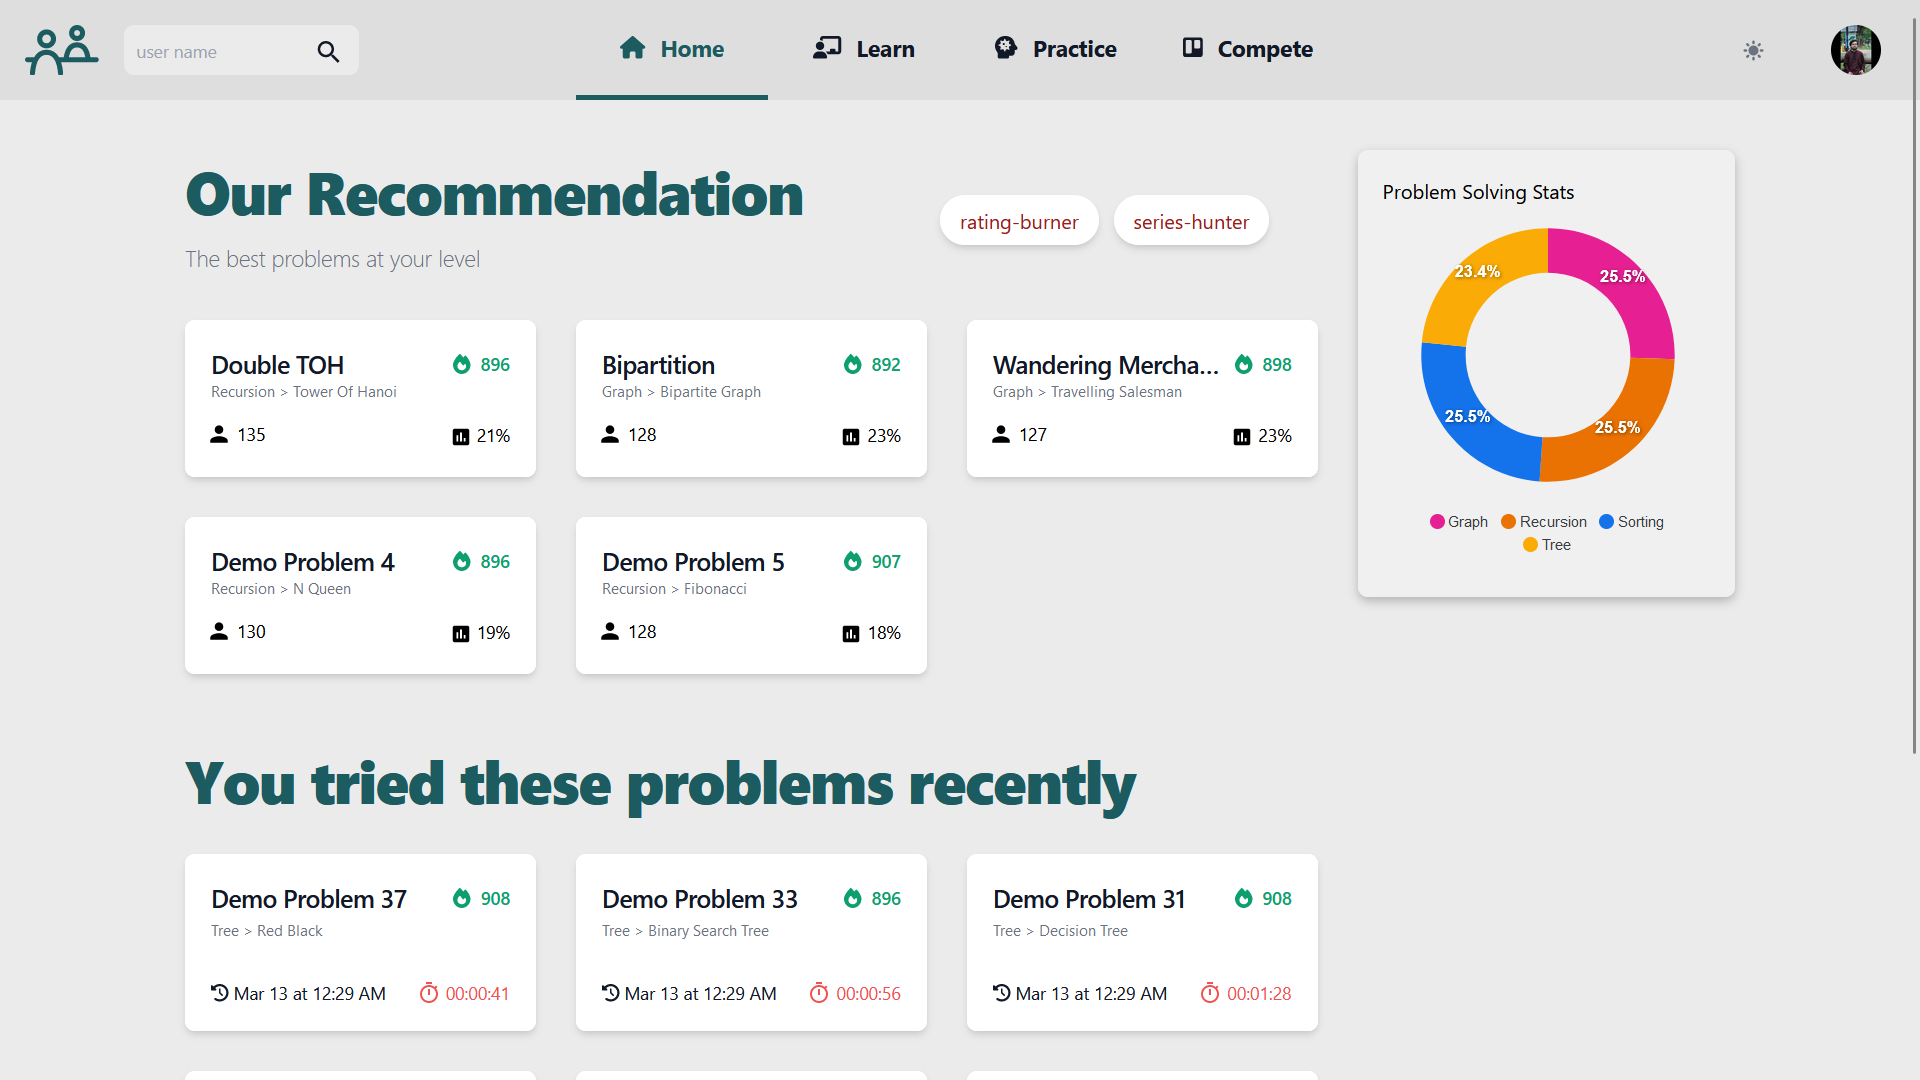 user name
Home
Learn
Practice
Compete
Our Recommendation
The best problems at your level
rating-burner
series-hunter
Double TOH
896
Recursion > Tower Of Hanoi
135
21%
Bipartition
892
Graph > Bipartite Graph
128
23%
Wandering Mercha...
898
Graph > Travelling Salesman
127
23%
Demo Problem 4
896
Recursion > N Queen
130
19%
Demo Problem 5
907
Recursion > Fibonacci
128
18%
Problem Solving Stats
23.4%
25.5%
25.5%
25.5%
Graph
Recursion
Sorting
Tree
You tried these problems recently
Demo Problem 37
908
Tree > Red Black
Mar 13 at 12:29 AM
00:00:41
Demo Problem 33
896
Tree > Binary Search Tree
Mar 13 at 12:29 AM
00:00:56
Demo Problem 31
908
Tree > Decision Tree
Mar 13 at 12:29 AM
00:01:28